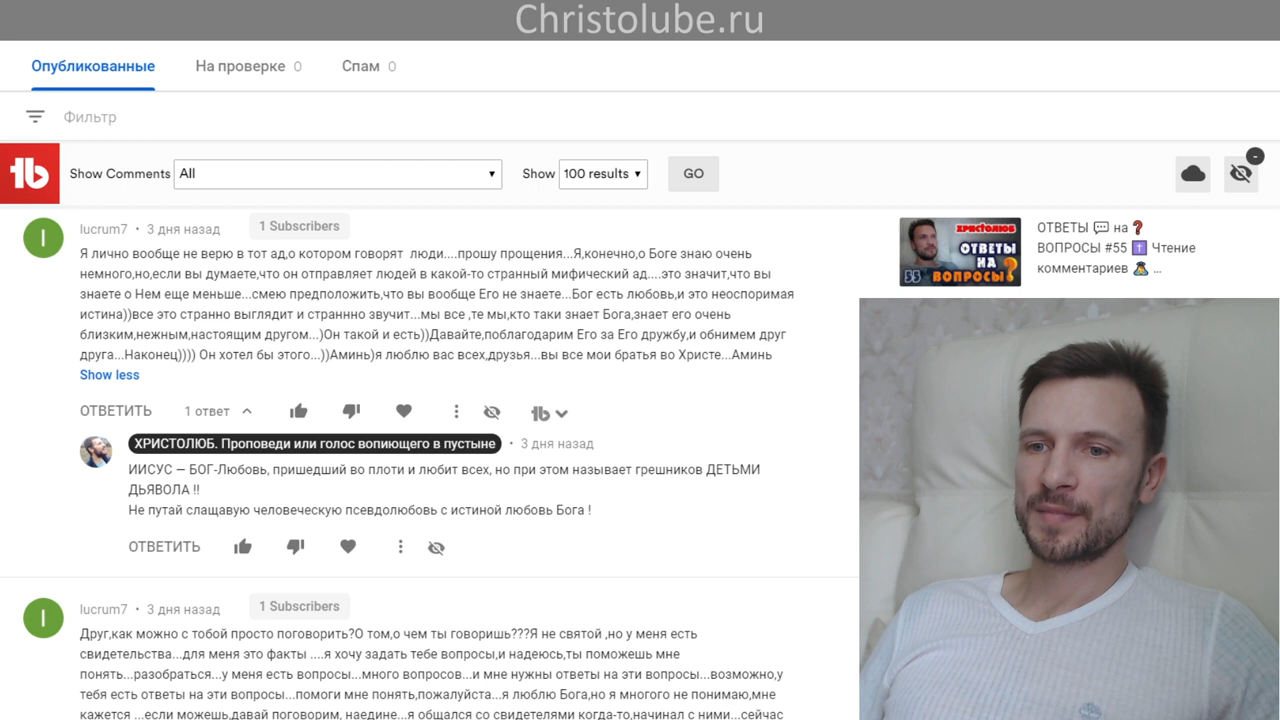 Christolube.ru
Опубликованные На проверке 0 Спам 0
Фильтр
tb Show Comments All Show 100 results GO -
l lucrum7 • 3 дня назад 1 Subscribers
Я лично вообще не верю в тот ад,о котором говорят люди....прошу прощения...Я,конечно,о Боге знаю очень
немного,но,если вы думаете,что он отправляет людей в какой-то странный мифический ад....это значит,что вы
знаете о Нем еще меньше...смею предположить,что вы вообще Его не знаете...Бог есть любовь,и это неоспоримая
истина))все это странно выглядит и страннно звучит...мы все ,те мы,кто таки знает Бога,знает его очень
близким,нежным,настоящим другом...)Он такой и есть))Давайте,поблагодарим Его за Его дружбу,и обнимем друг
друга...Наконец)))) Он хотел бы этого...))Аминь)я люблю вас всех,друзья...вы все мои братья во Христе...Аминь
Show less
ОТВЕТИТЬ 1 ответ tb
ХРИСТОЛЮБ. Проповеди или голос вопиющего в пустыне • 3 дня назад
ИИСУС — БОГ-Любовь, пришедший во плоти и любит всех, но при этом называет грешников ДЕТЬМИ
ДЬЯВОЛА !!
Не путай слащавую человеческую псевдолюбовь с истиной любовь Бога !
ОТВЕТИТЬ
l lucrum7 • 3 дня назад 1 Subscribers
Друг,как можно с тобой просто поговорить?О том,о чем ты говоришь???Я не святой ,но у меня есть
свидетельства...для меня это факты ....я хочу задать тебе вопросы,и надеюсь,ты поможешь мне
понять...разобраться...у меня есть вопросы...много вопросов...и мне нужны ответы на эти вопросы...возможно,у
тебя есть ответы на эти вопросы...помоги мне понять,пожалуйста...я люблю Бога,но я многого не понимаю,мне
кажется ...если можешь,давай поговорим, наедине...я общался со свидетелями когда-то,начинал с ними...сейчас
ХРИСТОЛЮБ
ОТВЕТЫ
НА
55 ВОПРОСЫ?
ОТВЕТЫ 💬 на ❓
ВОПРОСЫ #55 ✝️ Чтение
комментариев 💰 ...